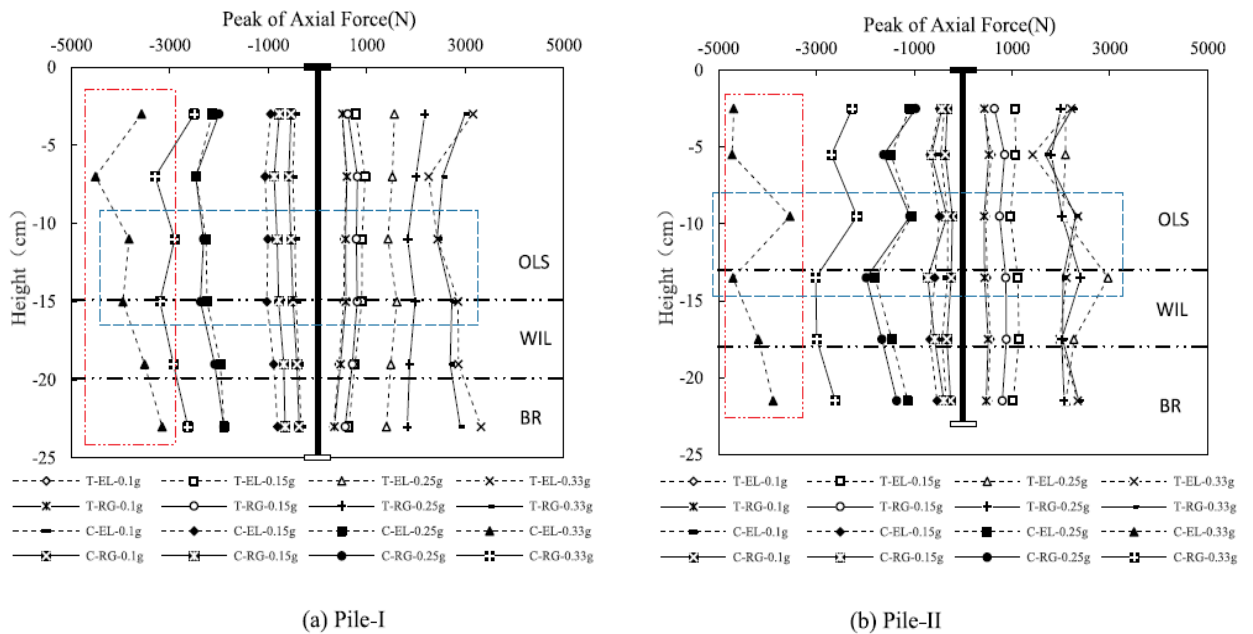 Peak of Axial Force(N)
-5000 -3000 -1000 1000 3000 5000
0
-5
-10
-15
-20
-25
Height（cm）
OLS
WIL
BR
T-EL-0.1g T-EL-0.15g T-EL-0.25g T-EL-0.33g
T-RG-0.1g T-RG-0.15g T-RG-0.25g T-RG-0.33g
C-EL-0.1g C-EL-0.15g C-EL-0.25g C-EL-0.33g
C-RG-0.1g C-RG-0.15g C-RG-0.25g C-RG-0.33g
(a) Pile-I
Peak of Axial Force(N)
-5000 -3000 -1000 1000 3000 5000
0
-5
-10
-15
-20
-25
Height（cm）
OLS
WIL
BR
T-EL-0.1g T-EL-0.15g T-EL-0.25g T-EL-0.33g
T-RG-0.1g T-RG-0.15g T-RG-0.25g T-RG-0.33g
C-EL-0.1g C-EL-0.15g C-EL-0.25g C-EL-0.33g
C-RG-0.1g C-RG-0.15g C-RG-0.25g C-RG-0.33g
(b) Pile-II